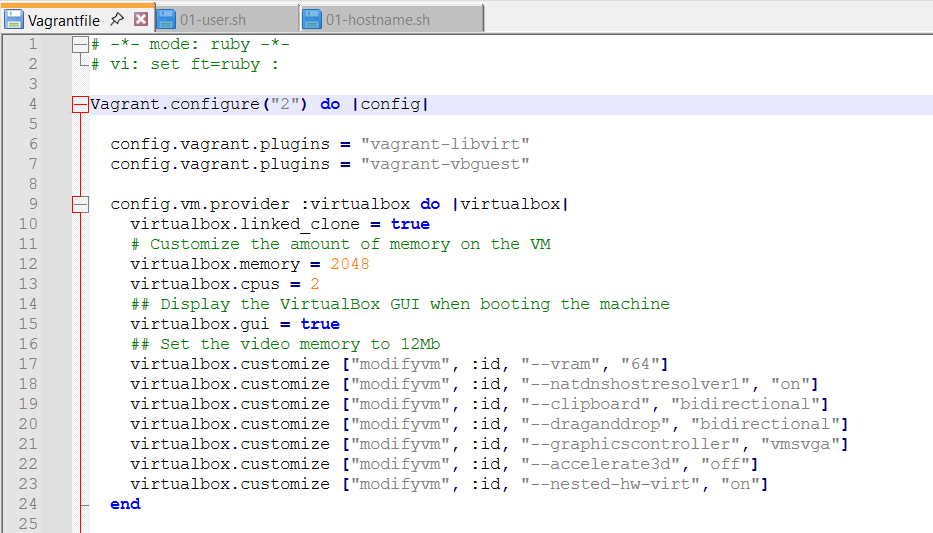 Vagrantfile 01-user.sh 01-hostname.sh
1 # -*- mode: ruby -*-
2 # vi: set ft=ruby :
3
4 Vagrant.configure("2") do |config|
5
6   config.vagrant.plugins = "vagrant-libvirt"
7   config.vagrant.plugins = "vagrant-vbguest"
8
9   config.vm.provider :virtualbox do |virtualbox|
10     virtualbox.linked_clone = true
11     # Customize the amount of memory on the VM
12     virtualbox.memory = 2048
13     virtualbox.cpus = 2
14     ## Display the VirtualBox GUI when booting the machine
15     virtualbox.gui = true
16     ## Set the video memory to 12Mb
17     virtualbox.customize ["modifyvm", :id, "--vram", "64"]
18     virtualbox.customize ["modifyvm", :id, "--natdnshostresolver1", "on"]
19     virtualbox.customize ["modifyvm", :id, "--clipboard", "bidirectional"]
20     virtualbox.customize ["modifyvm", :id, "--draganddrop", "bidirectional"]
21     virtualbox.customize ["modifyvm", :id, "--graphicscontroller", "vmsvga"]
22     virtualbox.customize ["modifyvm", :id, "--accelerate3d", "off"]
23     virtualbox.customize ["modifyvm", :id, "--nested-hw-virt", "on"]
24   end
25